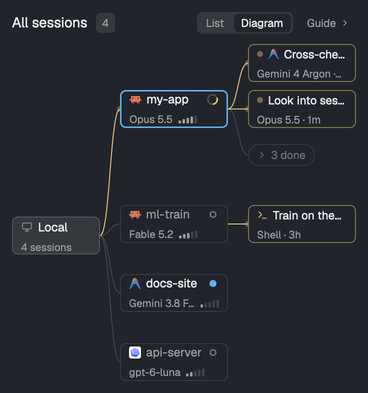 All sessions 4
List Diagram Guide
Cross-che...
Gemini 4 Argon ·...
my-app
Opus 5.5
Look into ses...
Opus 5.5 · 1m
3 done
ml-train
Fable 5.2
Train on the...
Shell · 3h
Local
4 sessions
docs-site
Gemini 3.8 F...
api-server
gpt-6-luna